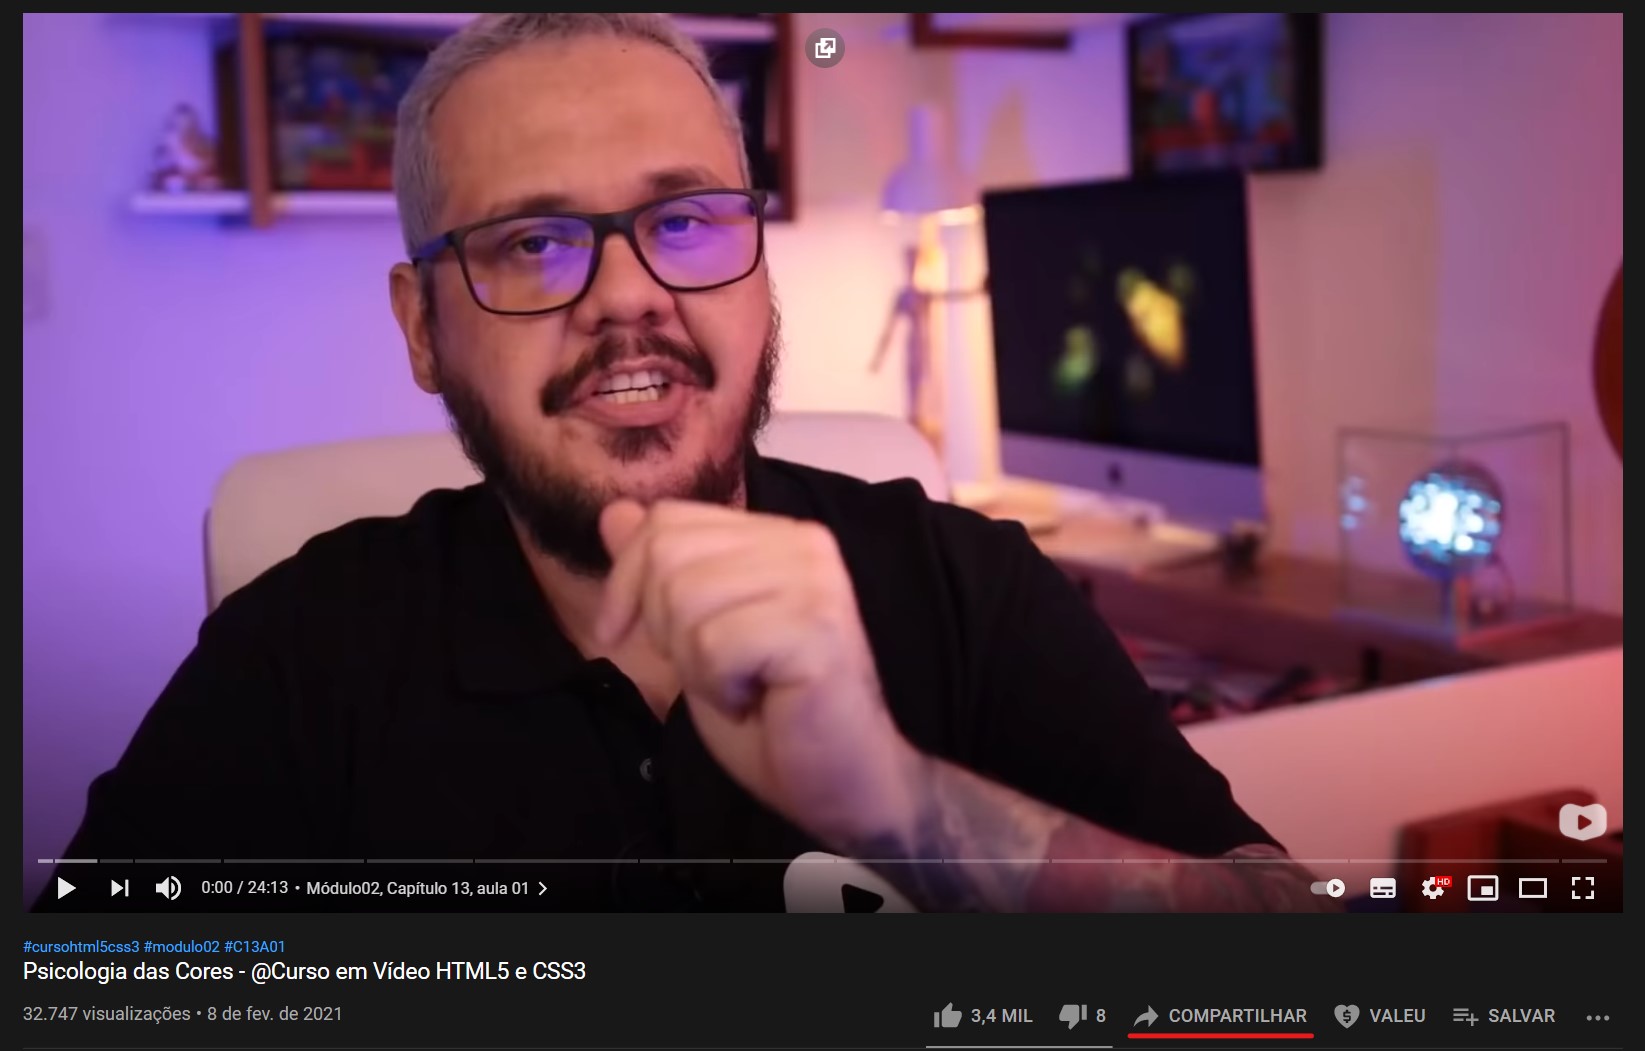 0:00 / 24:13 • Módulo02, Capítulo 13, aula 01
HD
#cursohtml5css3 #modulo02 #C13A01
Psicologia das Cores - @Curso em Vídeo HTML5 e CSS3
32.747 visualizações • 8 de fev. de 2021
3,4 MIL 8 COMPARTILHAR VALEU SALVAR